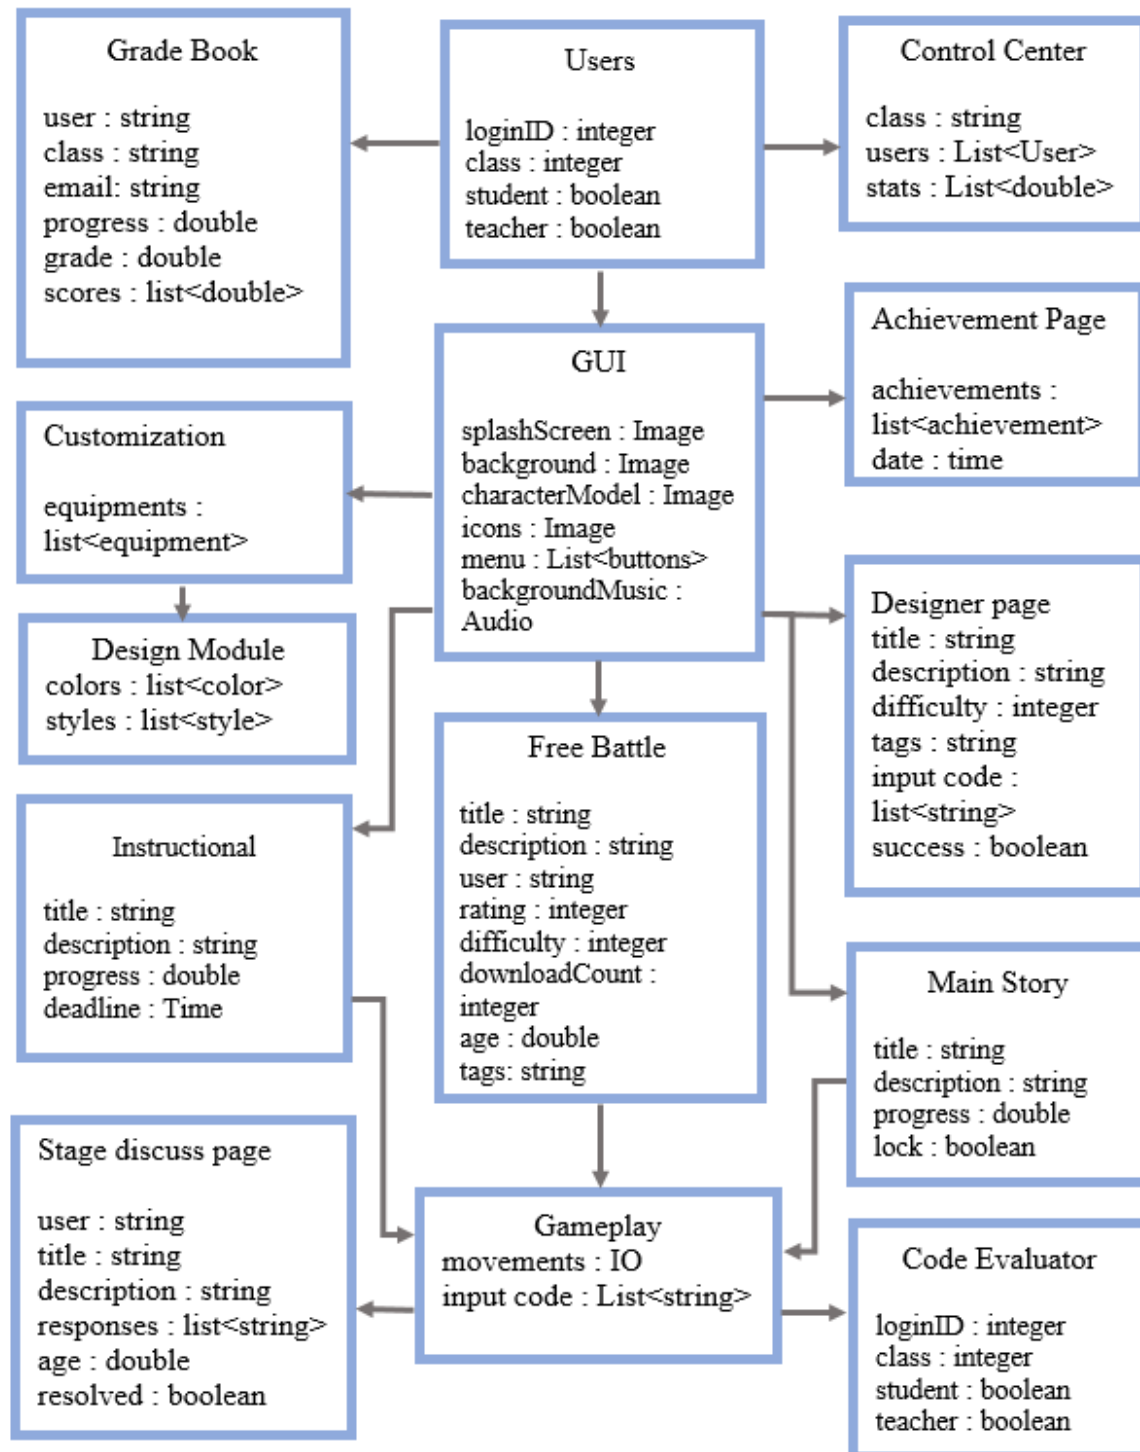 Grade Book
user : string
class : string
email: string
progress : double
grade : double
scores : list<double>
Users
loginID : integer
class : integer
student : boolean
teacher : boolean
Control Center
class : string
users : List<User>
stats : List<double>
GUI
splashScreen : Image
background : Image
characterModel : Image
icons : Image
menu : List<buttons>
backgroundMusic :
Audio
Achievement Page
achievements :
list<achievement>
date : time
Customization
equipments :
list<equipment>
Design Module
colors : list<color>
styles : list<style>
Designer page
title : string
description : string
difficulty : integer
tags : string
input code :
list<string>
success : boolean
Free Battle
title : string
description : string
user : string
rating : integer
difficulty : integer
downloadCount :
integer
age : double
tags: string
Instructional
title : string
description : string
progress : double
deadline : Time
Main Story
title : string
description : string
progress : double
lock : boolean
Stage discuss page
user : string
title : string
description : string
responses : list<string>
age : double
resolved : boolean
Gameplay
movements : IO
input code : List<string>
Code Evaluator
loginID : integer
class : integer
student : boolean
teacher : boolean